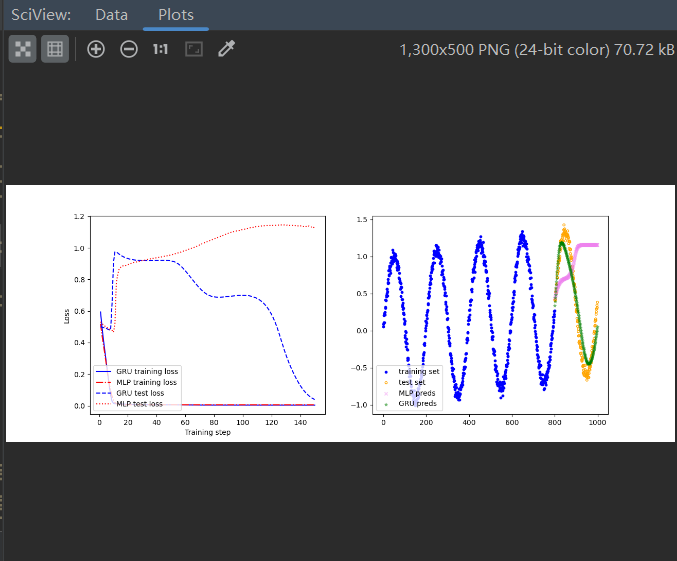 SciView: Data Plots
1:1 1,300x500 PNG (24-bit color) 70.72 kB
1.2
1.0
0.8
0.6
0.4
0.2
0.0
Loss
GRU training loss
MLP training loss
GRU test loss
MLP test loss
0 20 40 60 80 100 120 140
Training step
1.5
1.0
0.5
0.0
−0.5
−1.0
training set
test set
MLP preds
GRU preds
0 200 400 600 800 1000